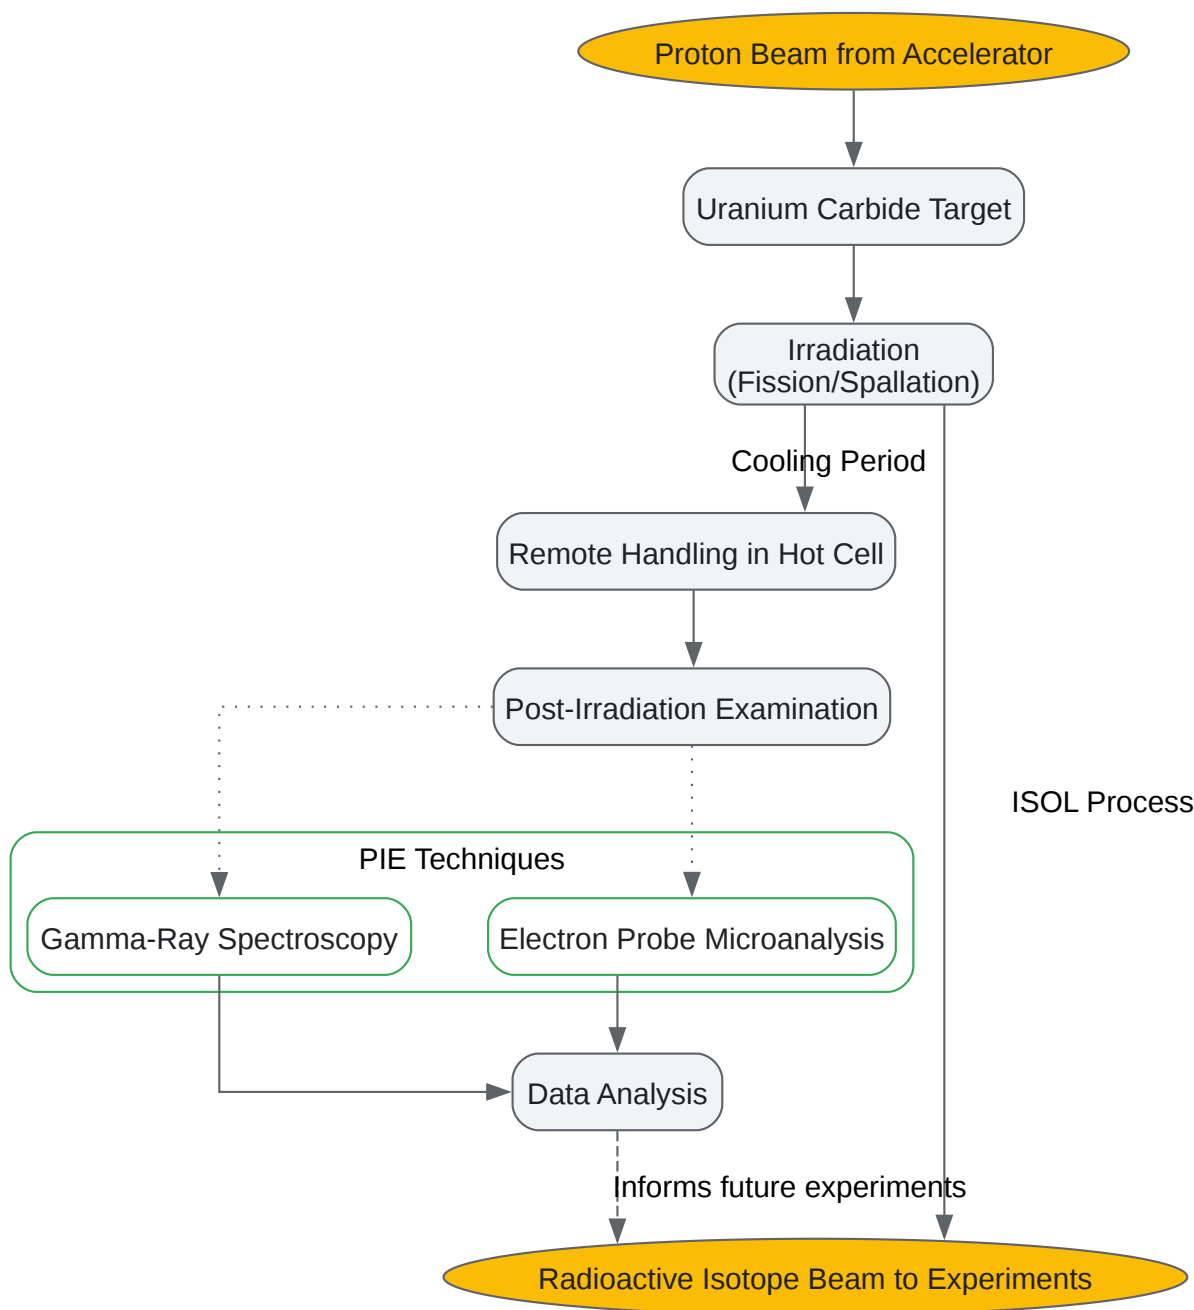 Proton Beam from Accelerator
Uranium Carbide Target
Irradiation
(Fission/Spallation)
Cooling Period
Remote Handling in Hot Cell
Post-Irradiation Examination
ISOL Process
PIE Techniques
Gamma-Ray Spectroscopy
Electron Probe Microanalysis
Data Analysis
Informs future experiments
Radioactive Isotope Beam to Experiments